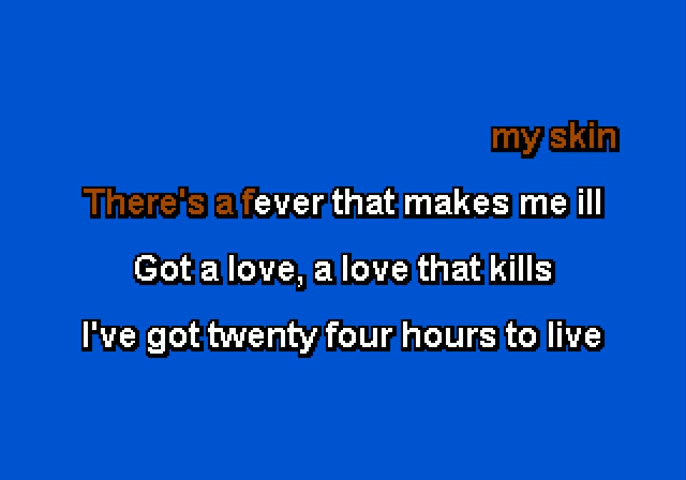 my skin
There's a fever that makes me ill
Got a love, a love that kills
I've got twenty four hours to live